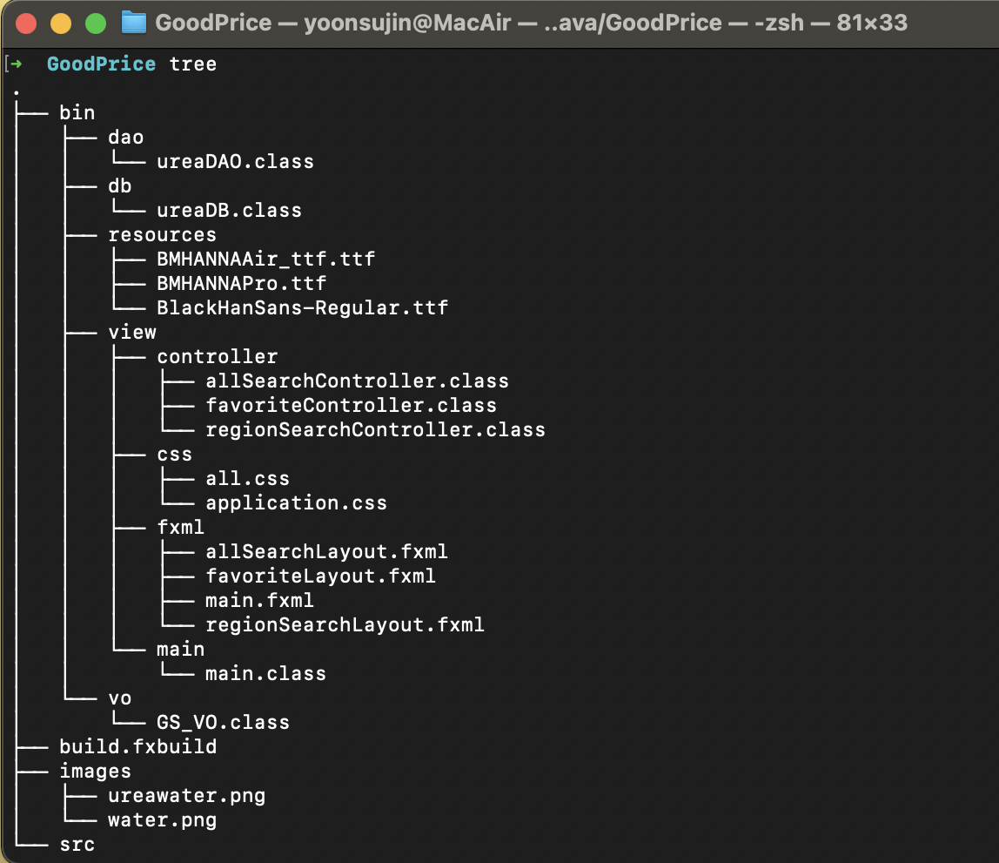 GoodPrice — yoonsujin@MacAir — ..ava/GoodPrice — -zsh — 81×33
[➜  GoodPrice tree
.
├── bin
│   ├── dao
│   │   └── ureaDAO.class
│   ├── db
│   │   └── ureaDB.class
│   ├── resources
│   │   ├── BMHANNAAir_ttf.ttf
│   │   ├── BMHANNAPro.ttf
│   │   └── BlackHanSans-Regular.ttf
│   ├── view
│   │   ├── controller
│   │   │   ├── allSearchController.class
│   │   │   ├── favoriteController.class
│   │   │   └── regionSearchController.class
│   │   ├── css
│   │   │   ├── all.css
│   │   │   └── application.css
│   │   ├── fxml
│   │   │   ├── allSearchLayout.fxml
│   │   │   ├── favoriteLayout.fxml
│   │   │   ├── main.fxml
│   │   │   └── regionSearchLayout.fxml
│   │   └── main
│   │       └── main.class
│   └── vo
│       └── GS_VO.class
├── build.fxbuild
├── images
│   ├── ureawater.png
│   └── water.png
└── src